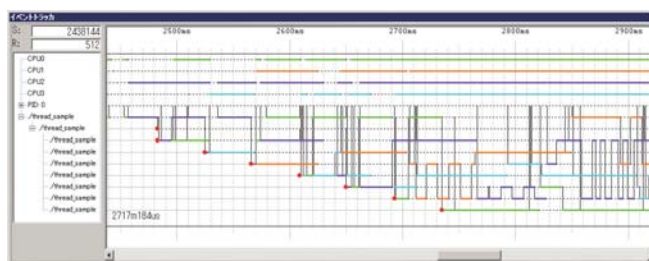 イベントトラッカ
S: 2438144
R: 512
2500ms 2600ms 2700ms 2800ms 2900ms
CPU0
CPU1
CPU2
CPU3
PID: 0
/thread_sample
/thread_sample
/thread_sample
/thread_sample
/thread_sample
/thread_sample
/thread_sample
/thread_sample
/thread_sample
2717m184us